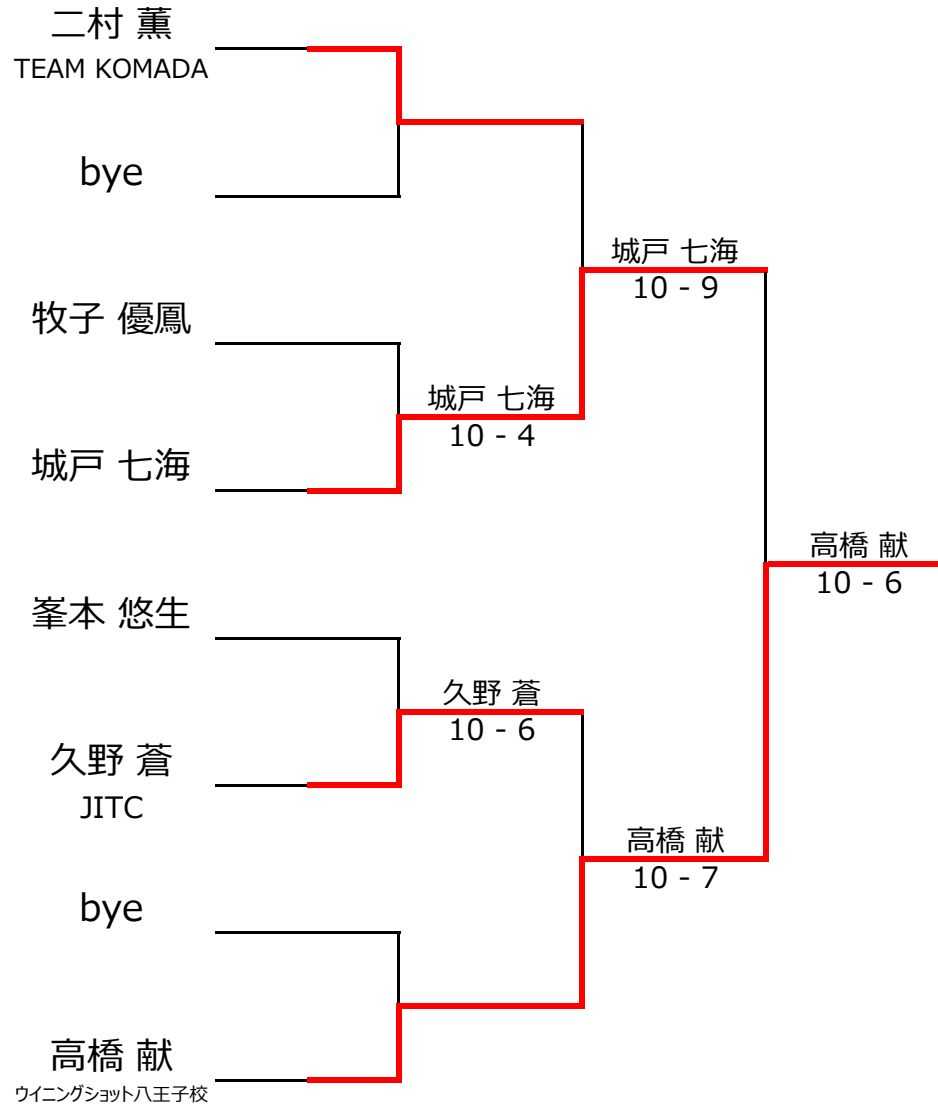 二村 薫
TEAM KOMADA
bye
城戸 七海
10 - 9
牧子 優鳳
城戸 七海
10 - 4
城戸 七海
高橋 献
10 - 6
峯本 悠生
久野 蒼
10 - 6
久野 蒼
JITC
高橋 献
10 - 7
bye
高橋 献
ウイニングショット八王子校